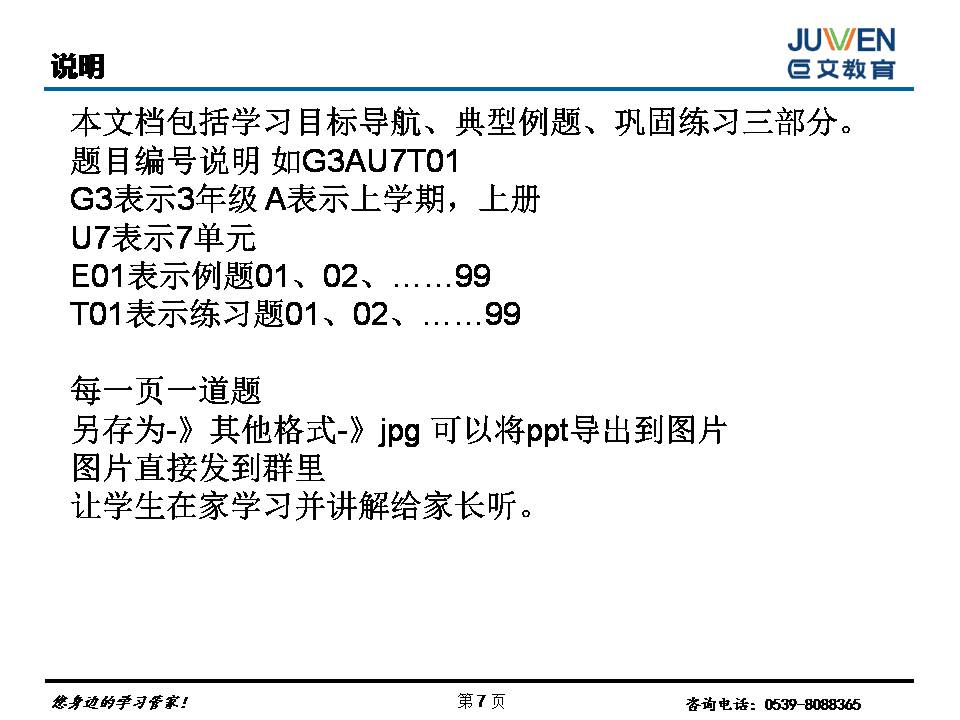 说明
JUWEN
巨文教育
本文档包括学习目标导航、典型例题、巩固练习三部分。
题目编号说明 如G3AU7T01
G3表示3年级 A表示上学期，上册
U7表示7单元
E01表示例题01、02、……99
T01表示练习题01、02、……99
每一页一道题
另存为-》其他格式-》jpg 可以将ppt导出到图片
图片直接发到群里
让学生在家学习并讲解给家长听。
您身边的学习管家！
第 7 页
咨询电话：0539-8088365